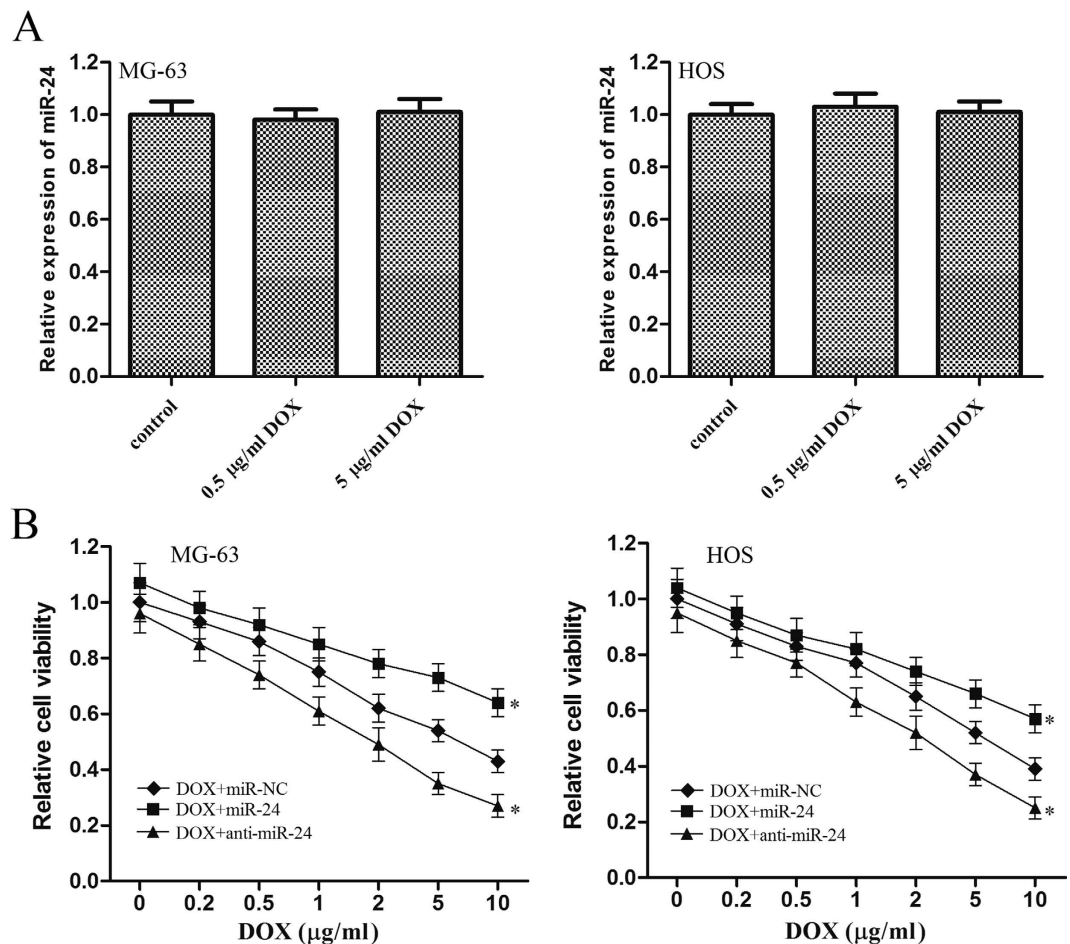 A
MG-63
Relative expression of miR-24
1.2
1.0
0.8
0.6
0.4
0.2
0.0
control
0.5 μg/ml DOX
5 μg/ml DOX
HOS
Relative expression of miR-24
1.2
1.0
0.8
0.6
0.4
0.2
0.0
control
0.5 μg/ml DOX
5 μg/ml DOX
B
MG-63
Relative cell viability
1.2
1.0
0.8
0.6
0.4
0.2
0.0
*
DOX+miR-NC
DOX+miR-24
DOX+anti-miR-24
*
0 0.2 0.5 1 2 5 10
DOX (μg/ml)
HOS
Relative cell viability
1.2
1.0
0.8
0.6
0.4
0.2
0.0
*
DOX+miR-NC
DOX+miR-24
DOX+anti-miR-24
*
0 0.2 0.5 1 2 5 10
DOX (μg/ml)